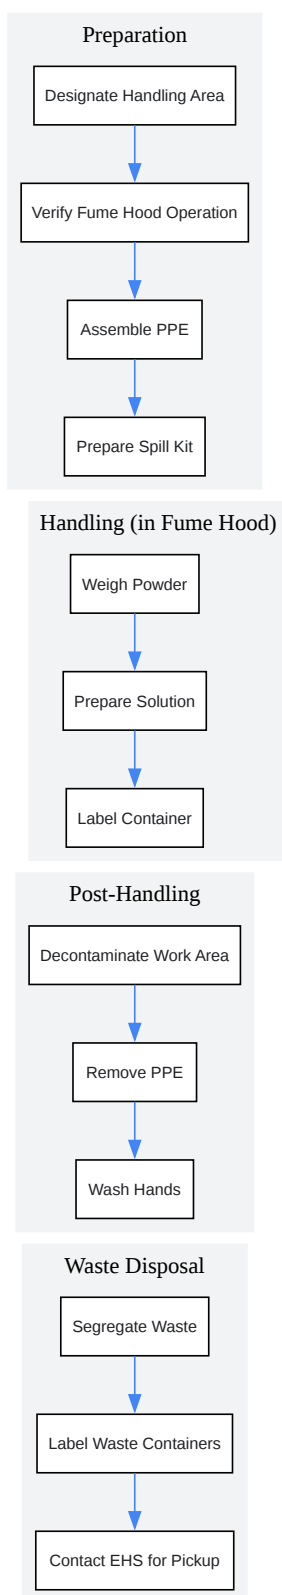 Preparation
Designate Handling Area
Verify Fume Hood Operation
Assemble PPE
Prepare Spill Kit
Handling (in Fume Hood)
Weigh Powder
Prepare Solution
Label Container
Post-Handling
Decontaminate Work Area
Remove PPE
Wash Hands
Waste Disposal
Segregate Waste
Label Waste Containers
Contact EHS for Pickup